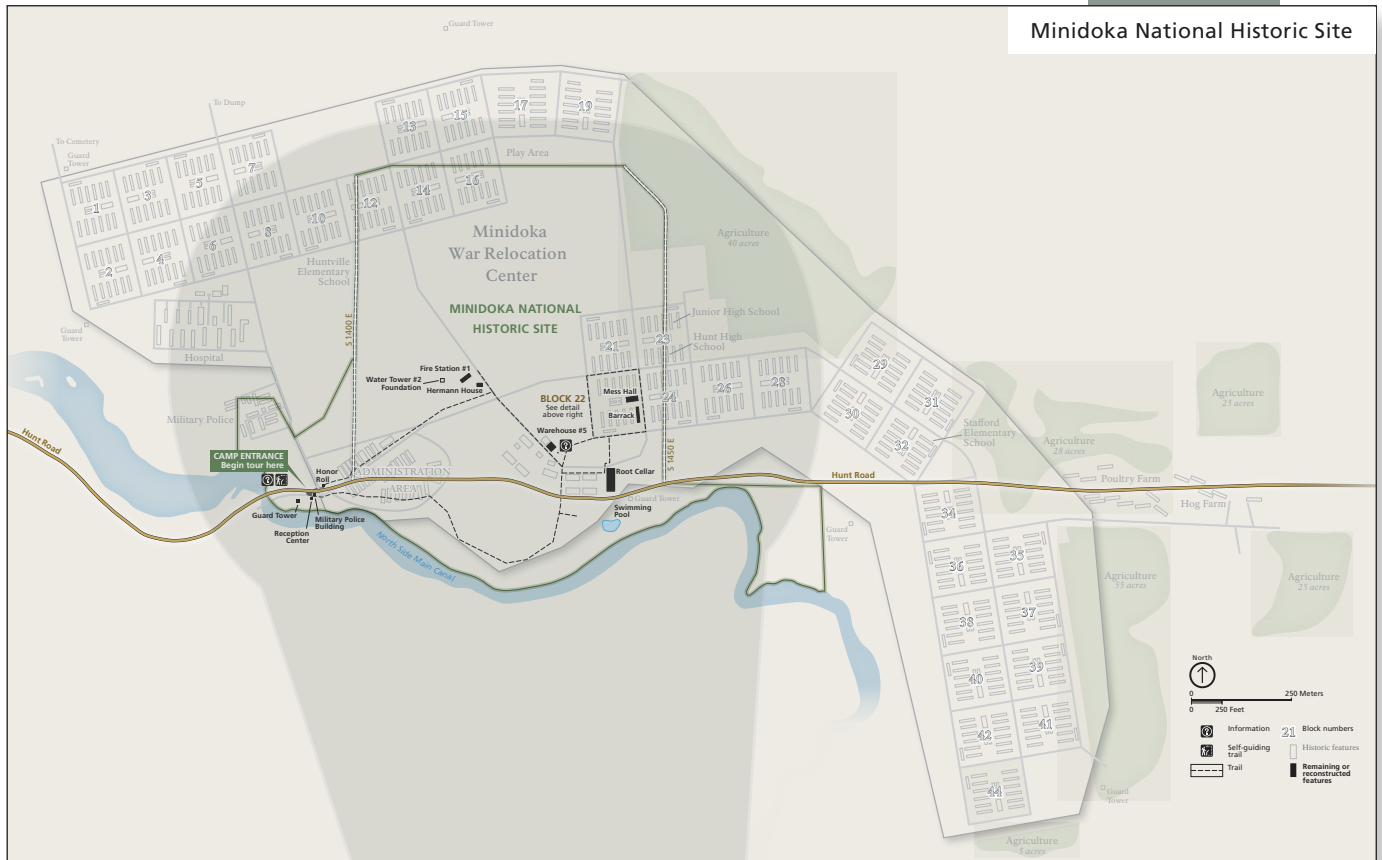 Minidoka National Historic Site
Guard Tower
To Dump
To Cemetery
Guard
Tower
17
19
15
13
7
5
3
1
Play Area
16
14
12
10
8
6
4
2
Minidoka
War Relocation
Center
Agriculture
40 acres
Huntville
Elementary
School
MINIDOKA NATIONAL
HISTORIC SITE
S 1400 E
Guard
Tower
Hospital
Junior High School
Hunt High
School
21
23
Fire Station #1
Water Tower #2
Foundation
Hermann House
BLOCK 22
See detail
above right
Mess Hall
Barrack
24
26
28
29
30
31
32
Agriculture
25 acres
Military Police
Stafford
Elementary
School
Agriculture
28 acres
Warehouse #5
Hunt Road
CAMP ENTRANCE
Begin tour here
Honor
Roll
ADMINISTRATION
AREA
Root Cellar
S 1450 E
Hunt Road
Poultry Farm
Hog Farm
Guard Tower
Reception
Center
Military Police
Building
North Side Main Canal
Guard Tower
Swimming
Pool
Guard
Tower
34
36
35
38
37
40
39
42
41
44
Agriculture
55 acres
Agriculture
25 acres
Guard
Tower
Agriculture
5 acres
North
0
250 Meters
0
250 Feet
Information
21
Block numbers
Self-guiding
trail
Historic features
Trail
Remaining or
reconstructed
features